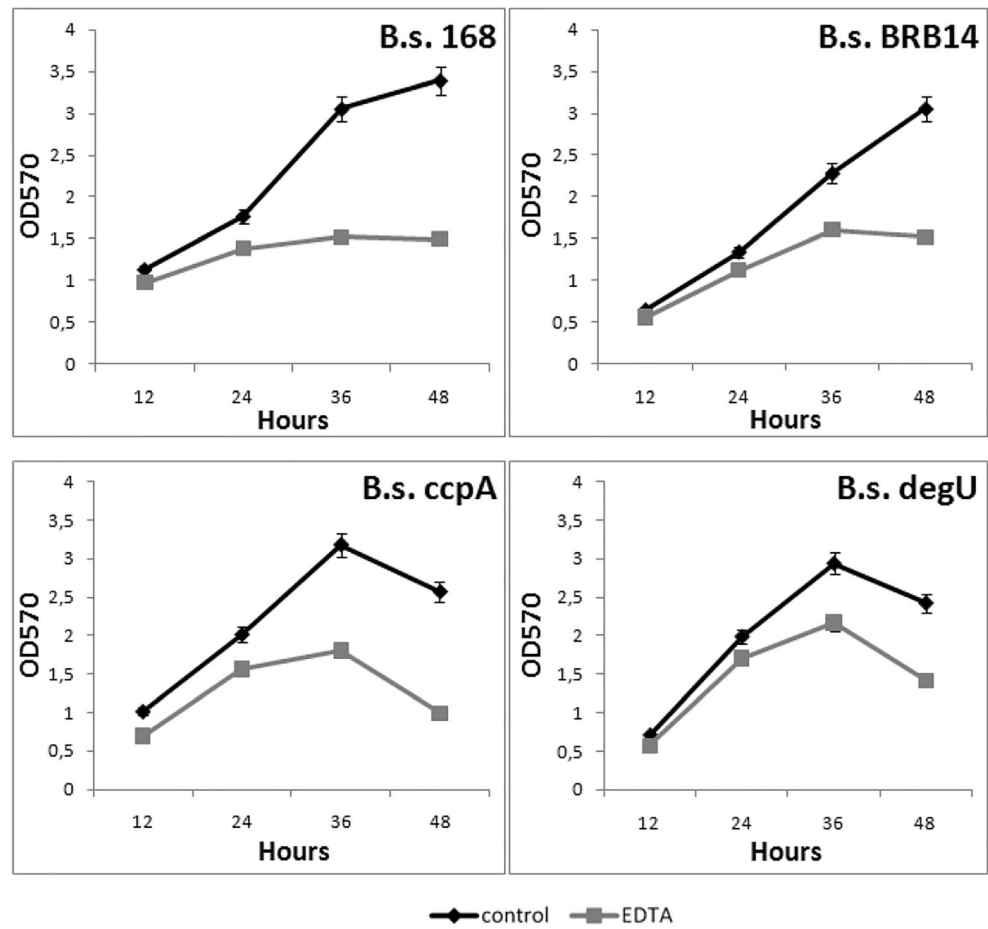 B.s. 168
OD570
4
3,5
3
2,5
2
1,5
1
0,5
0
12 24 36 48
Hours
B.s. BRB14
OD570
4
3,5
3
2,5
2
1,5
1
0,5
0
12 24 36 48
Hours
B.s. ccpA
OD570
4
3,5
3
2,5
2
1,5
1
0,5
0
12 24 36 48
Hours
B.s. degU
OD570
4
3,5
3
2,5
2
1,5
1
0,5
0
12 24 36 48
Hours
control EDTA